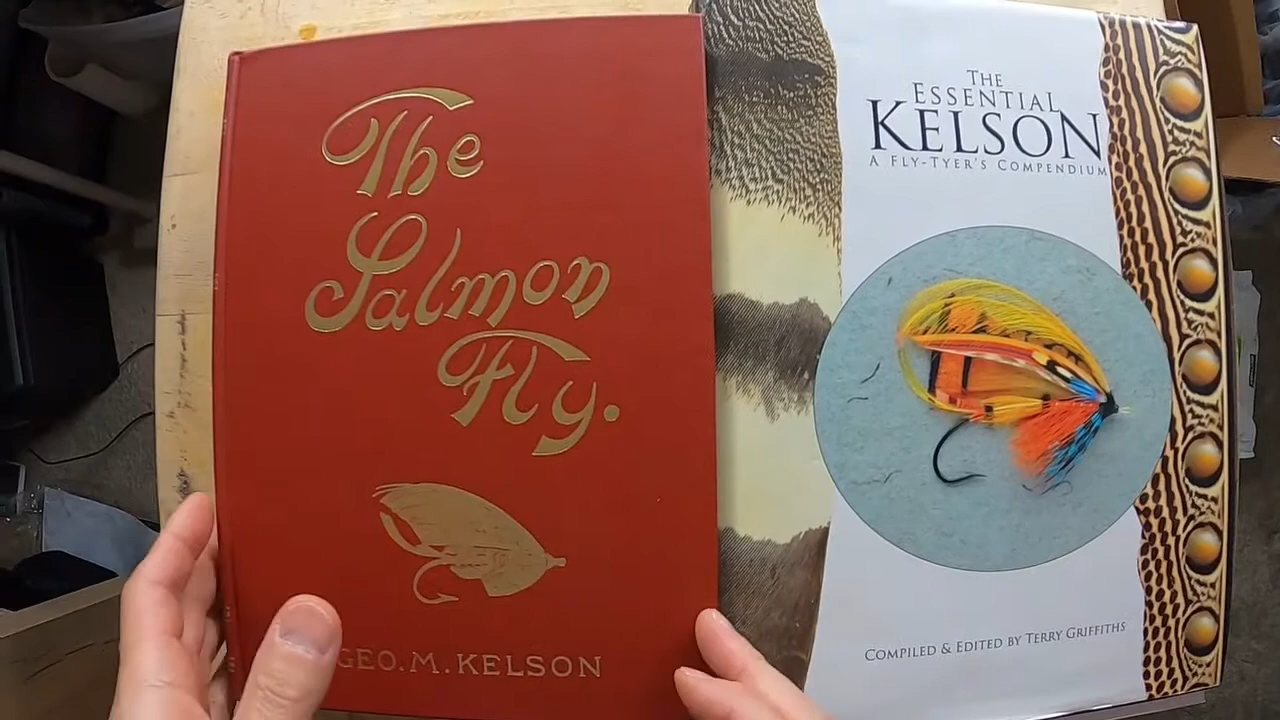 The
Salmon
Fly.
GEO. M. KELSON
THE
ESSENTIAL
KELSON
A FLY-TYER'S COMPENDIUM
COMPILED & EDITED BY TERRY GRIFFITHS